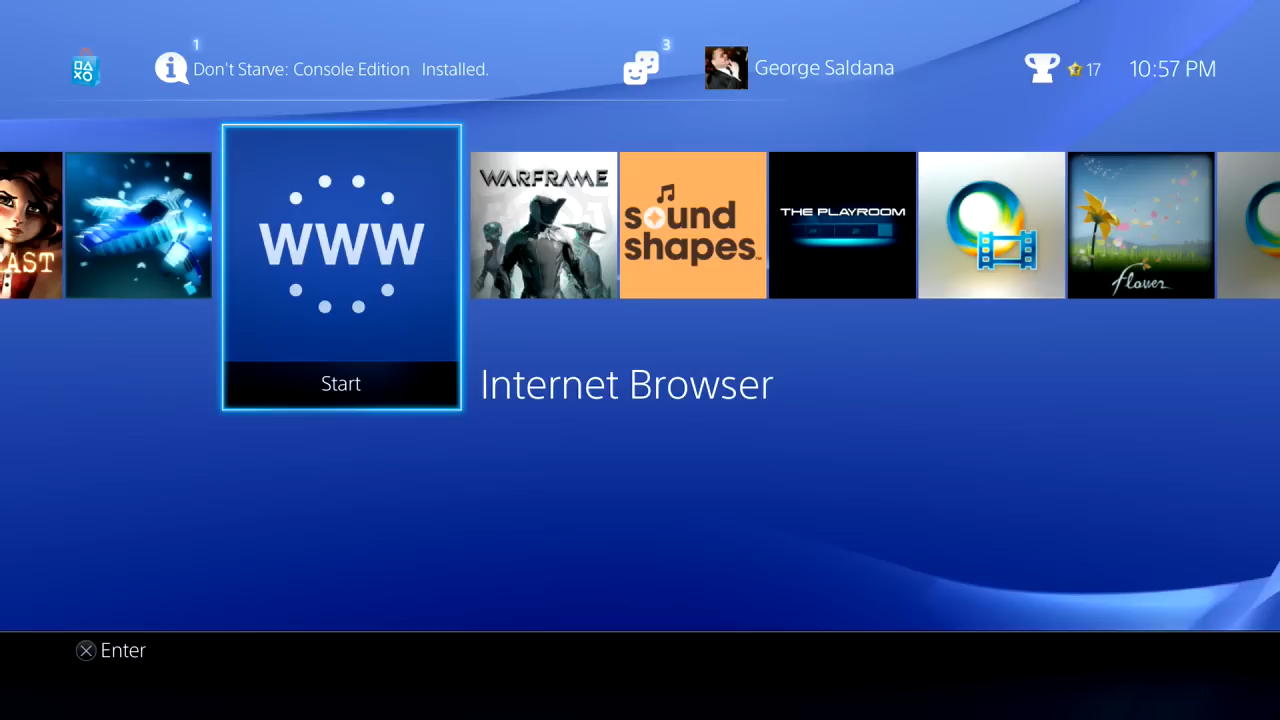 1
Don't Starve: Console Edition Installed.
3
George Saldana
17
10:57 PM
AST
WWW
WARFRAME
sound
shapes™
THE PLAYROOM
flower
Start
Internet Browser
Enter